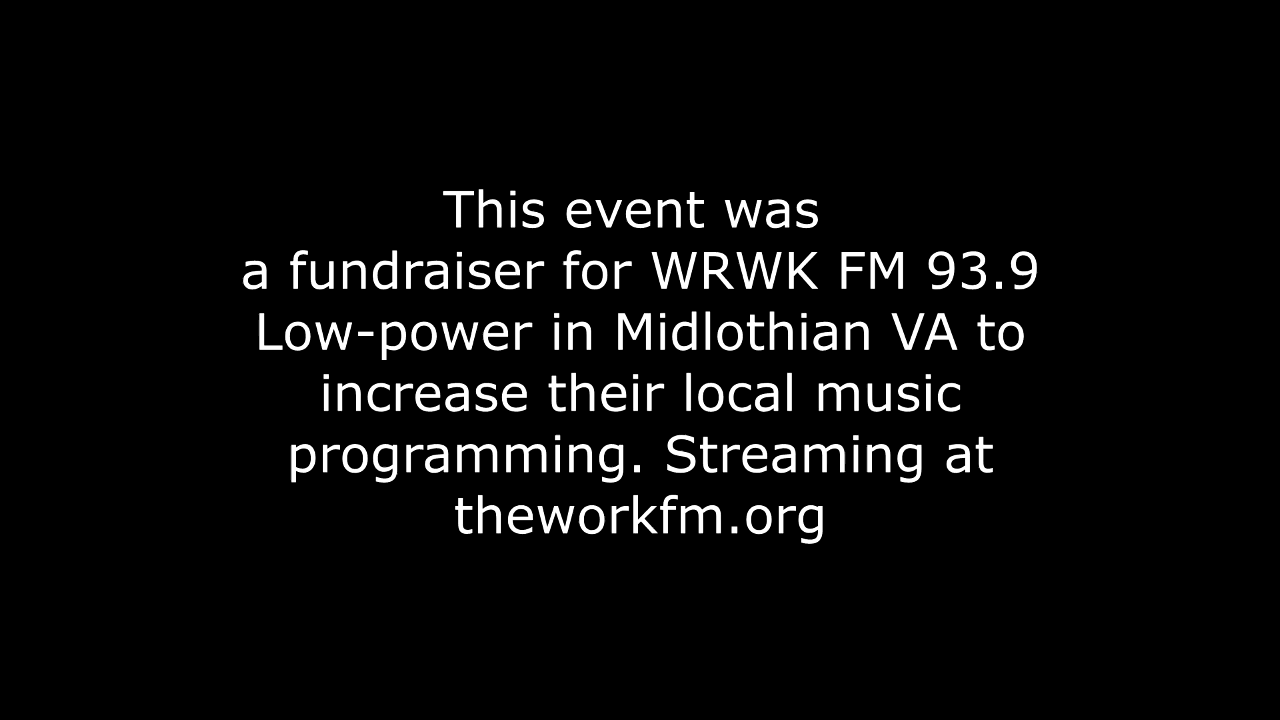 This event was
a fundraiser for WRWK FM 93.9
Low-power in Midlothian VA to
increase their local music
programming. Streaming at
theworkfm.org